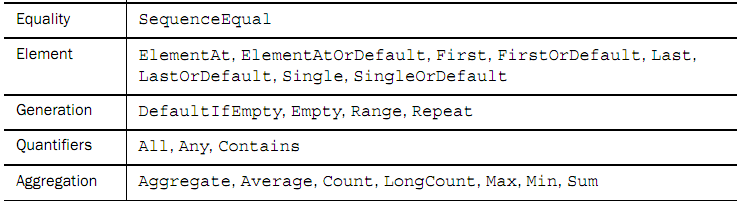 Equality SequenceEqual
Element ElementAt, ElementAtOrDefault, First, FirstOrDefault, Last,
LastOrDefault, Single, SingleOrDefault
Generation DefaultIfEmpty, Empty, Range, Repeat
Quantifiers All, Any, Contains
Aggregation Aggregate, Average, Count, LongCount, Max, Min, Sum